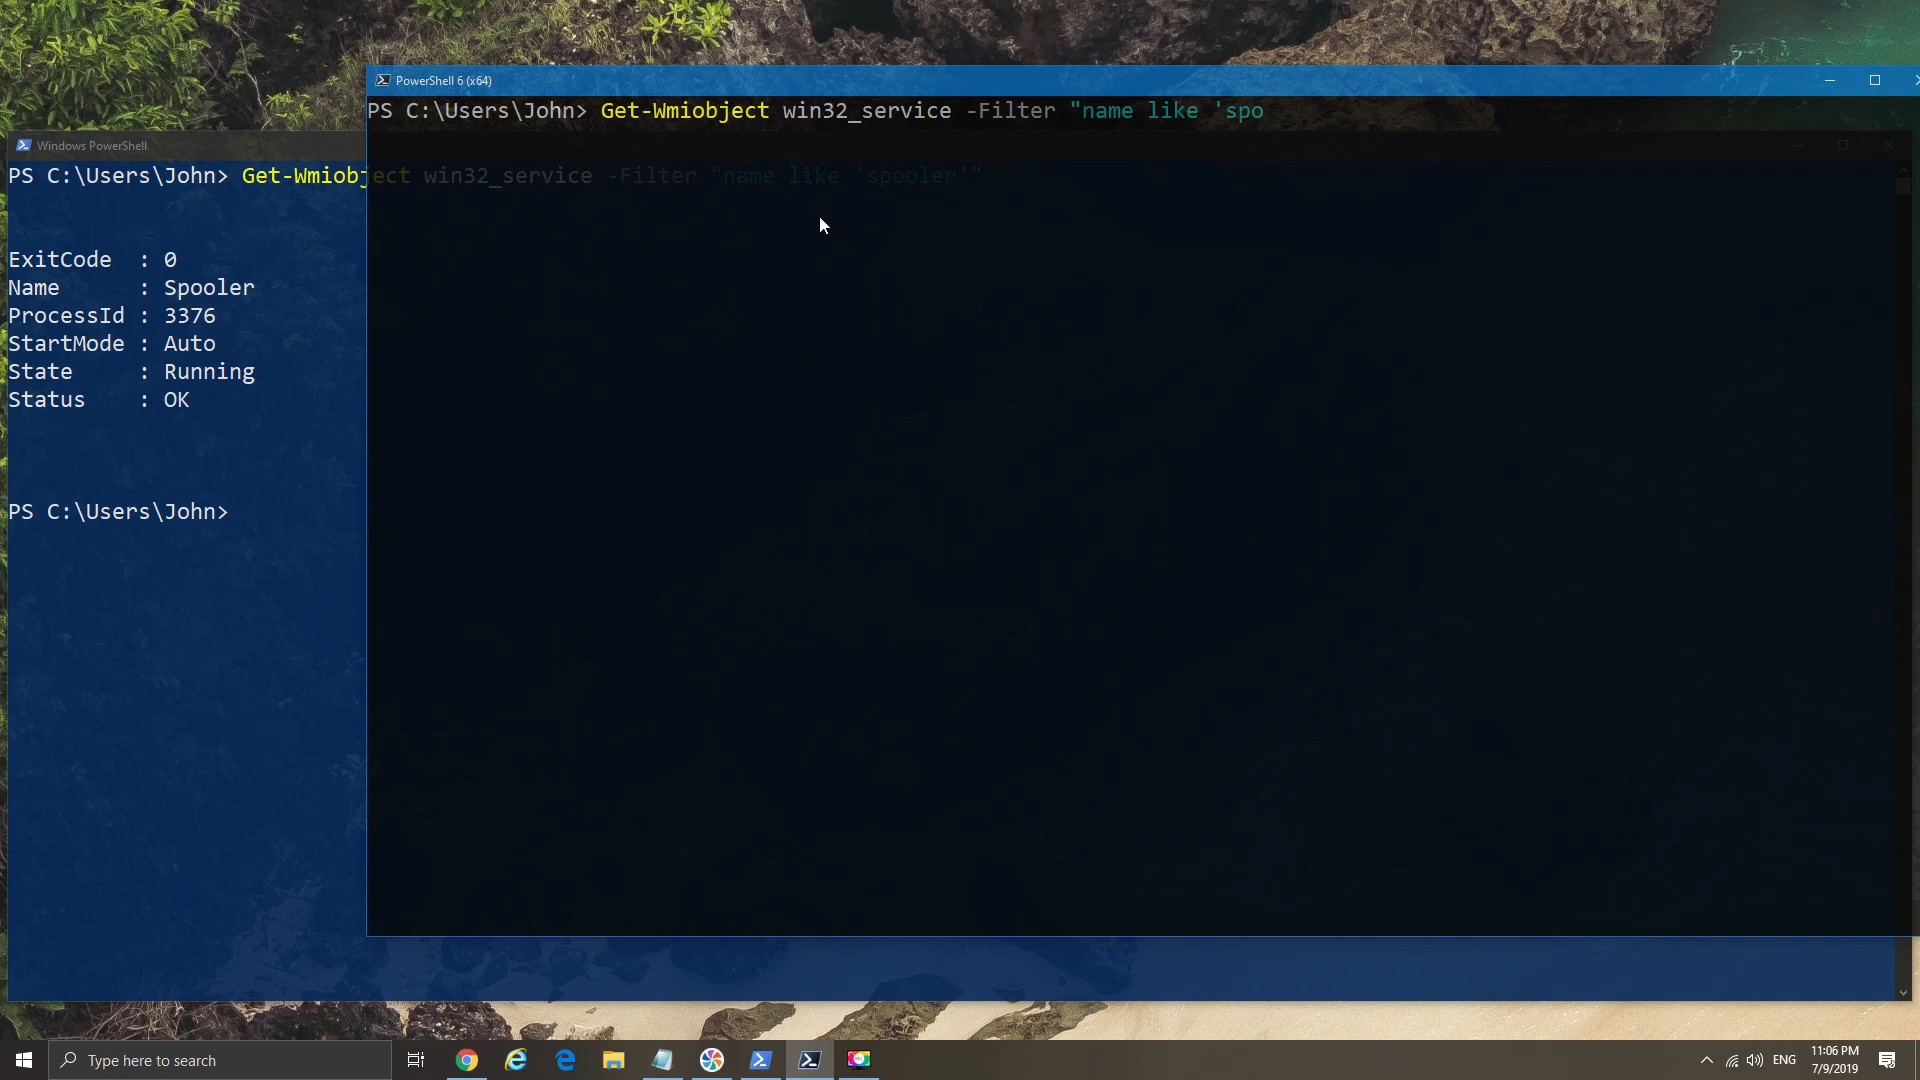 PowerShell 6 (x64)
PS C:\Users\John> Get-Wmiobject win32_service -Filter "name like 'spo
Windows PowerShell
PS C:\Users\John> Get-Wmiobject win32_service -Filter "name like 'spooler'"
ExitCode : 0
Name : Spooler
ProcessId : 3376
StartMode : Auto
State : Running
Status : OK
PS C:\Users\John>
Type here to search
ENG
11:06 PM
7/9/2019